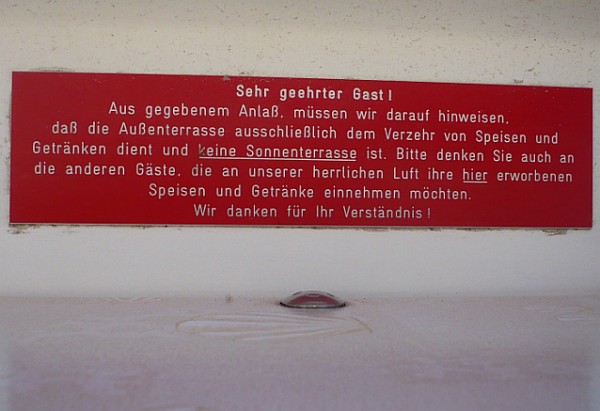 Sehr geehrter Gast!
Aus gegebenem Anlaß, müssen wir darauf hinweisen,
daß die Außenterrasse ausschließlich dem Verzehr von Speisen und
Getränken dient und keine Sonnenterrasse ist. Bitte denken Sie auch an
die anderen Gäste, die an unserer herrlichen Luft ihre hier erworbenen
Speisen und Getränke einnehmen möchten.
Wir danken für Ihr Verständnis!